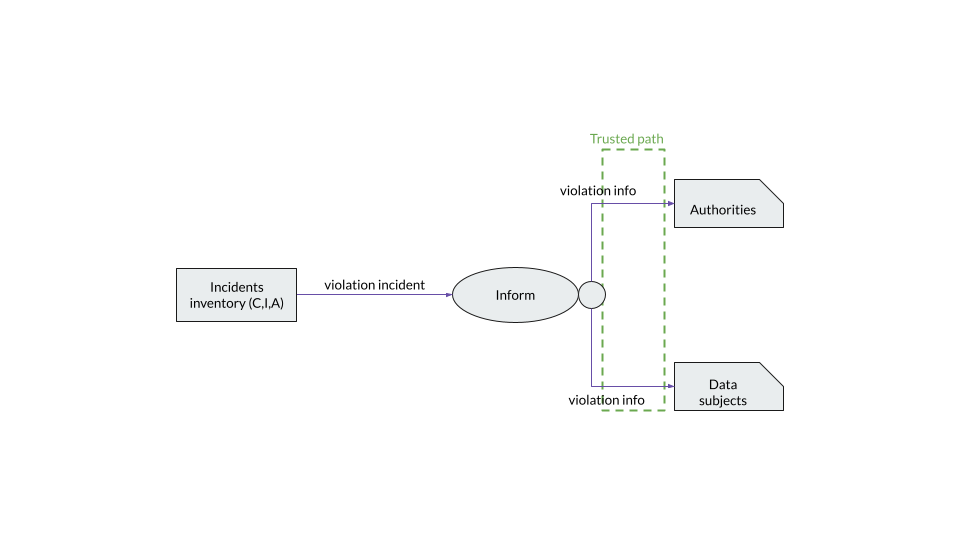 Trusted path
violation info
Authorities
Incidents
inventory (C,I,A)
violation incident
Inform
Data
subjects
violation info